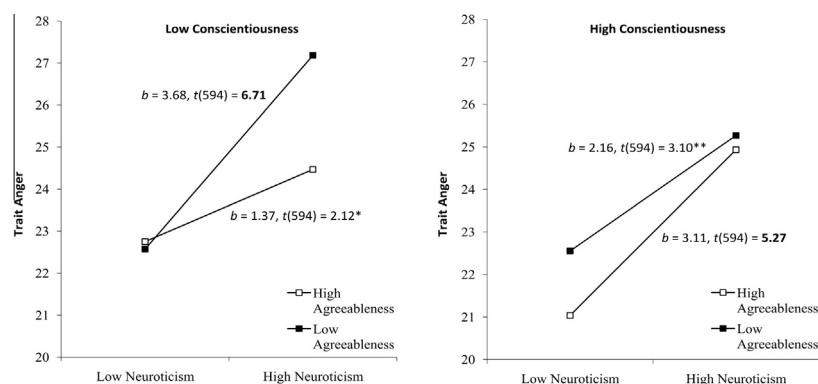 Low Conscientiousness
28
27
26
25
24
23
22
21
20
Trait Anger
b = 3.68, t(594) = 6.71
b = 1.37, t(594) = 2.12*
High
Agreeableness
Low
Agreeableness
Low Neuroticism High Neuroticism
High Conscientiousness
28
27
26
25
24
23
22
21
20
Trait Anger
b = 2.16, t(594) = 3.10**
b = 3.11, t(594) = 5.27
High
Agreeableness
Low
Agreeableness
Low Neuroticism High Neuroticism